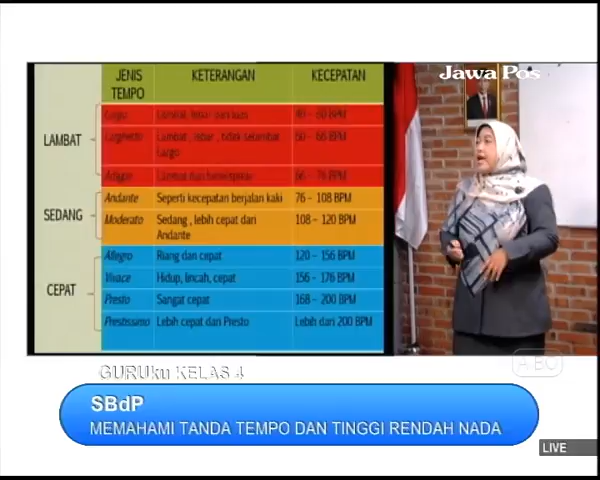 Jawa Pos
JENIS TEMPO KETERANGAN KECEPATAN
LAMBAT
Largo Lambat, lebar dan luas 40 - 60 BPM
Larghetto Lambat, lebar, tidak selambat Largo 60 - 66 BPM
Adagio Lambat dan 66 - 76 BPM
SEDANG
Andante Seperti kecepatan berjalan kaki 76 - 108 BPM
Moderato Sedang , lebih cepat dari Andante 108 - 120 BPM
CEPAT
Allegro Riang dan cepat 120 - 156 BPM
Vivace Hidup, lincah, cepat 156 - 176 BPM
Presto Sangat cepat 168 - 200 BPM
Prestissimo Lebih cepat dari Presto Lebih dari 200 BPM
GURUku KELAS 4
SBdP
MEMAHAMI TANDA TEMPO DAN TINGGI RENDAH NADA
LIVE